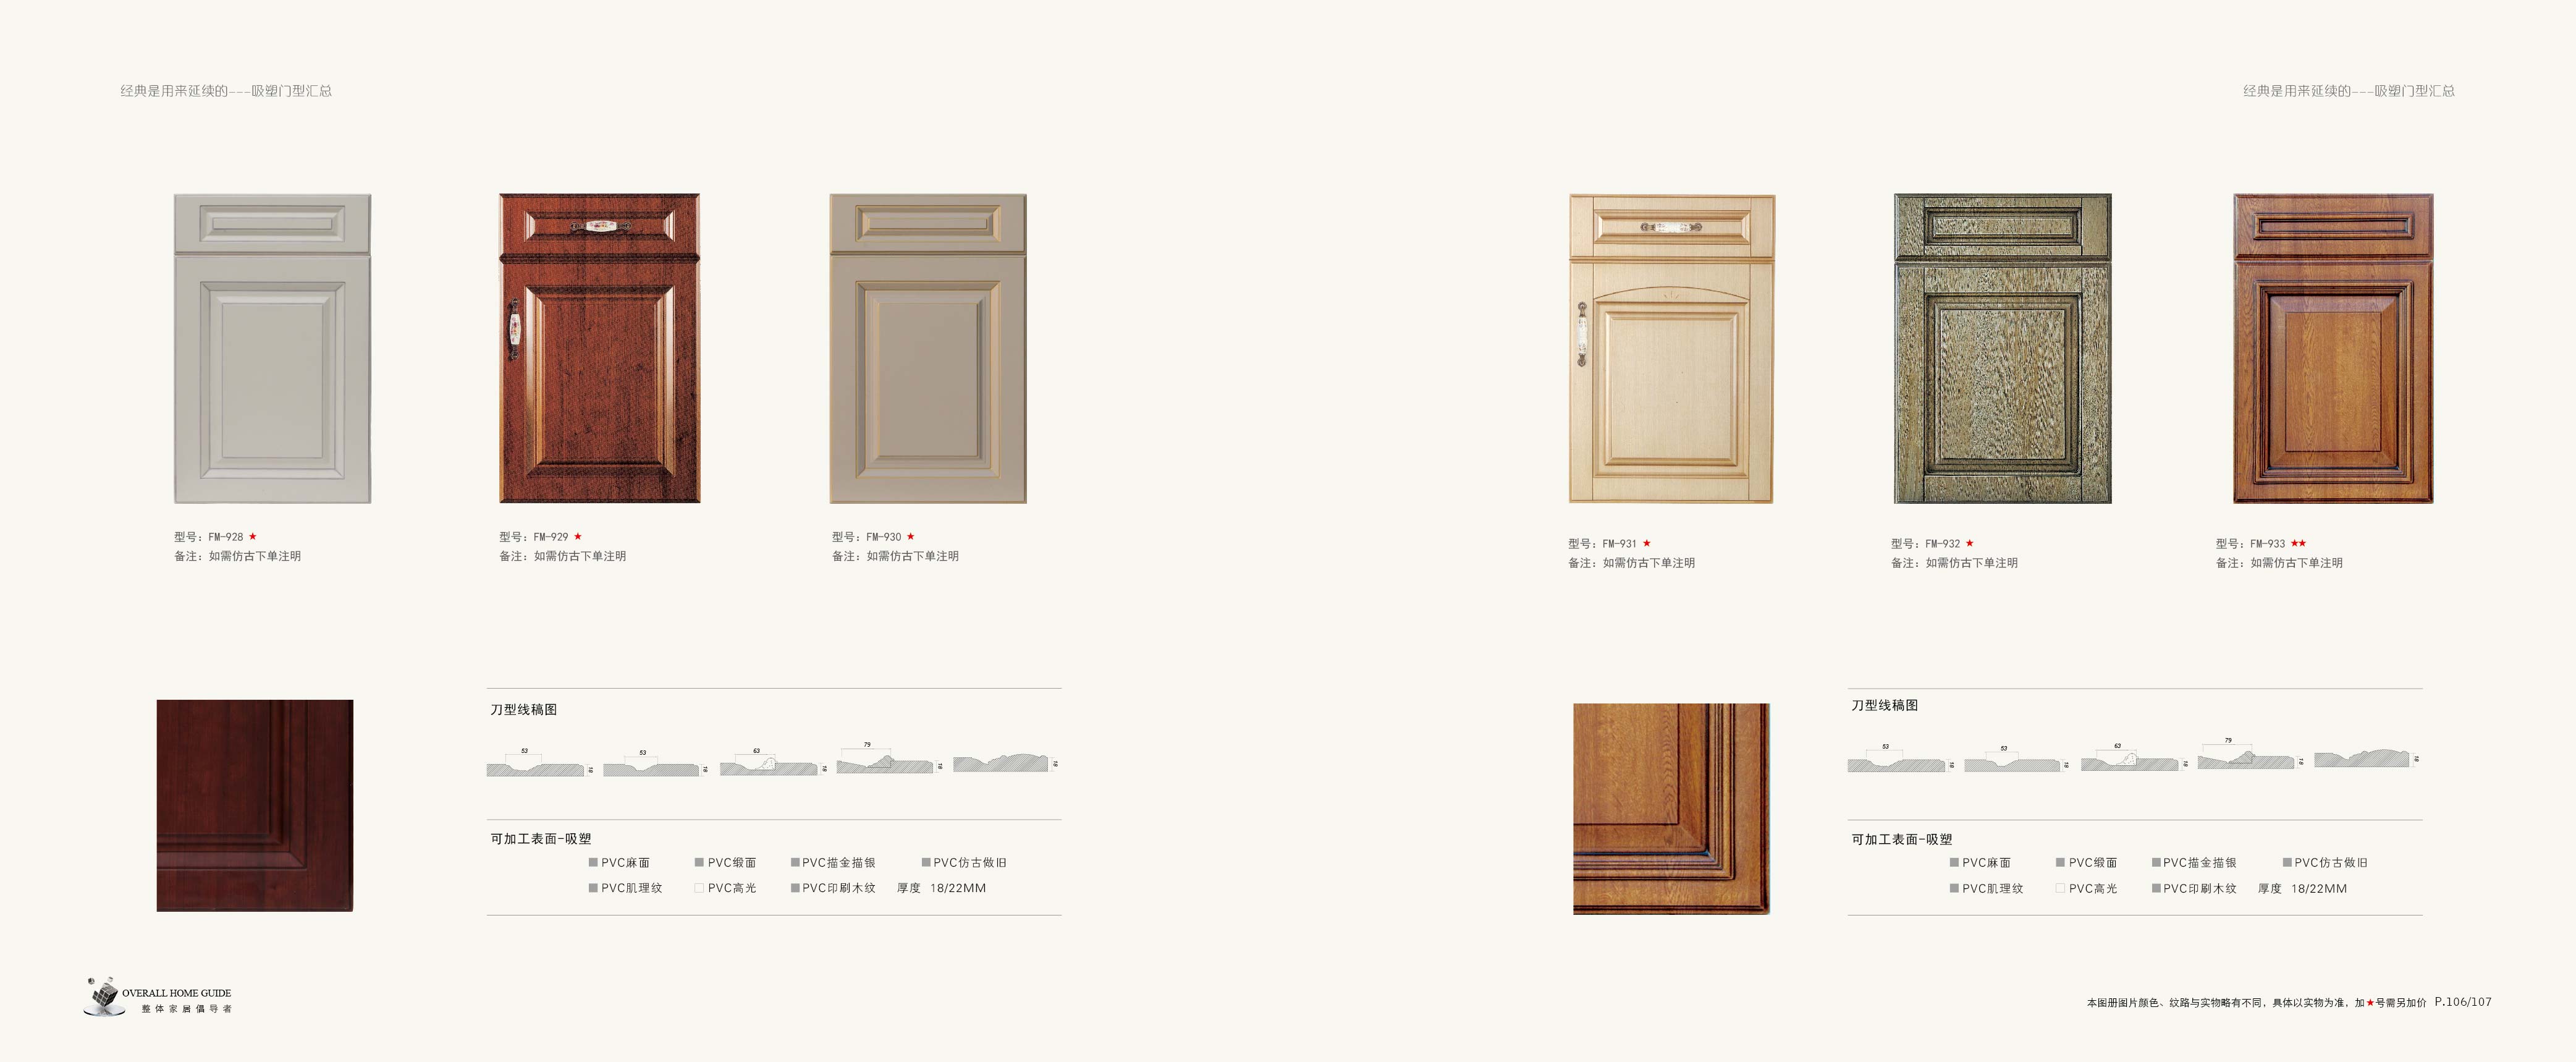 经典是用来延续的---吸塑门型汇总
经典是用来延续的---吸塑门型汇总
型号：FM-928 ★
备注：如需仿古下单注明
型号：FM-929 ★
备注：如需仿古下单注明
型号：FM-930 ★
备注：如需仿古下单注明
型号：FM-931 ★
备注：如需仿古下单注明
型号：FM-932 ★
备注：如需仿古下单注明
型号：FM-933 ★★
备注：如需仿古下单注明
刀型线稿图
53 18
53 18
63 18
79 18
18
可加工表面-吸塑
PVC麻面 PVC缎面 PVC描金描银 PVC仿古做旧
PVC肌理纹 PVC高光 PVC印刷木纹 厚度 18/22MM
刀型线稿图
53 18
53 18
63 18
79 18
18
可加工表面-吸塑
PVC麻面 PVC缎面 PVC描金描银 PVC仿古做旧
PVC肌理纹 PVC高光 PVC印刷木纹 厚度 18/22MM
OVERALL HOME GUIDE
整体家居倡导者
本图册图片颜色、纹路与实物略有不同，具体以实物为准，加★号需另加价 P.106/107